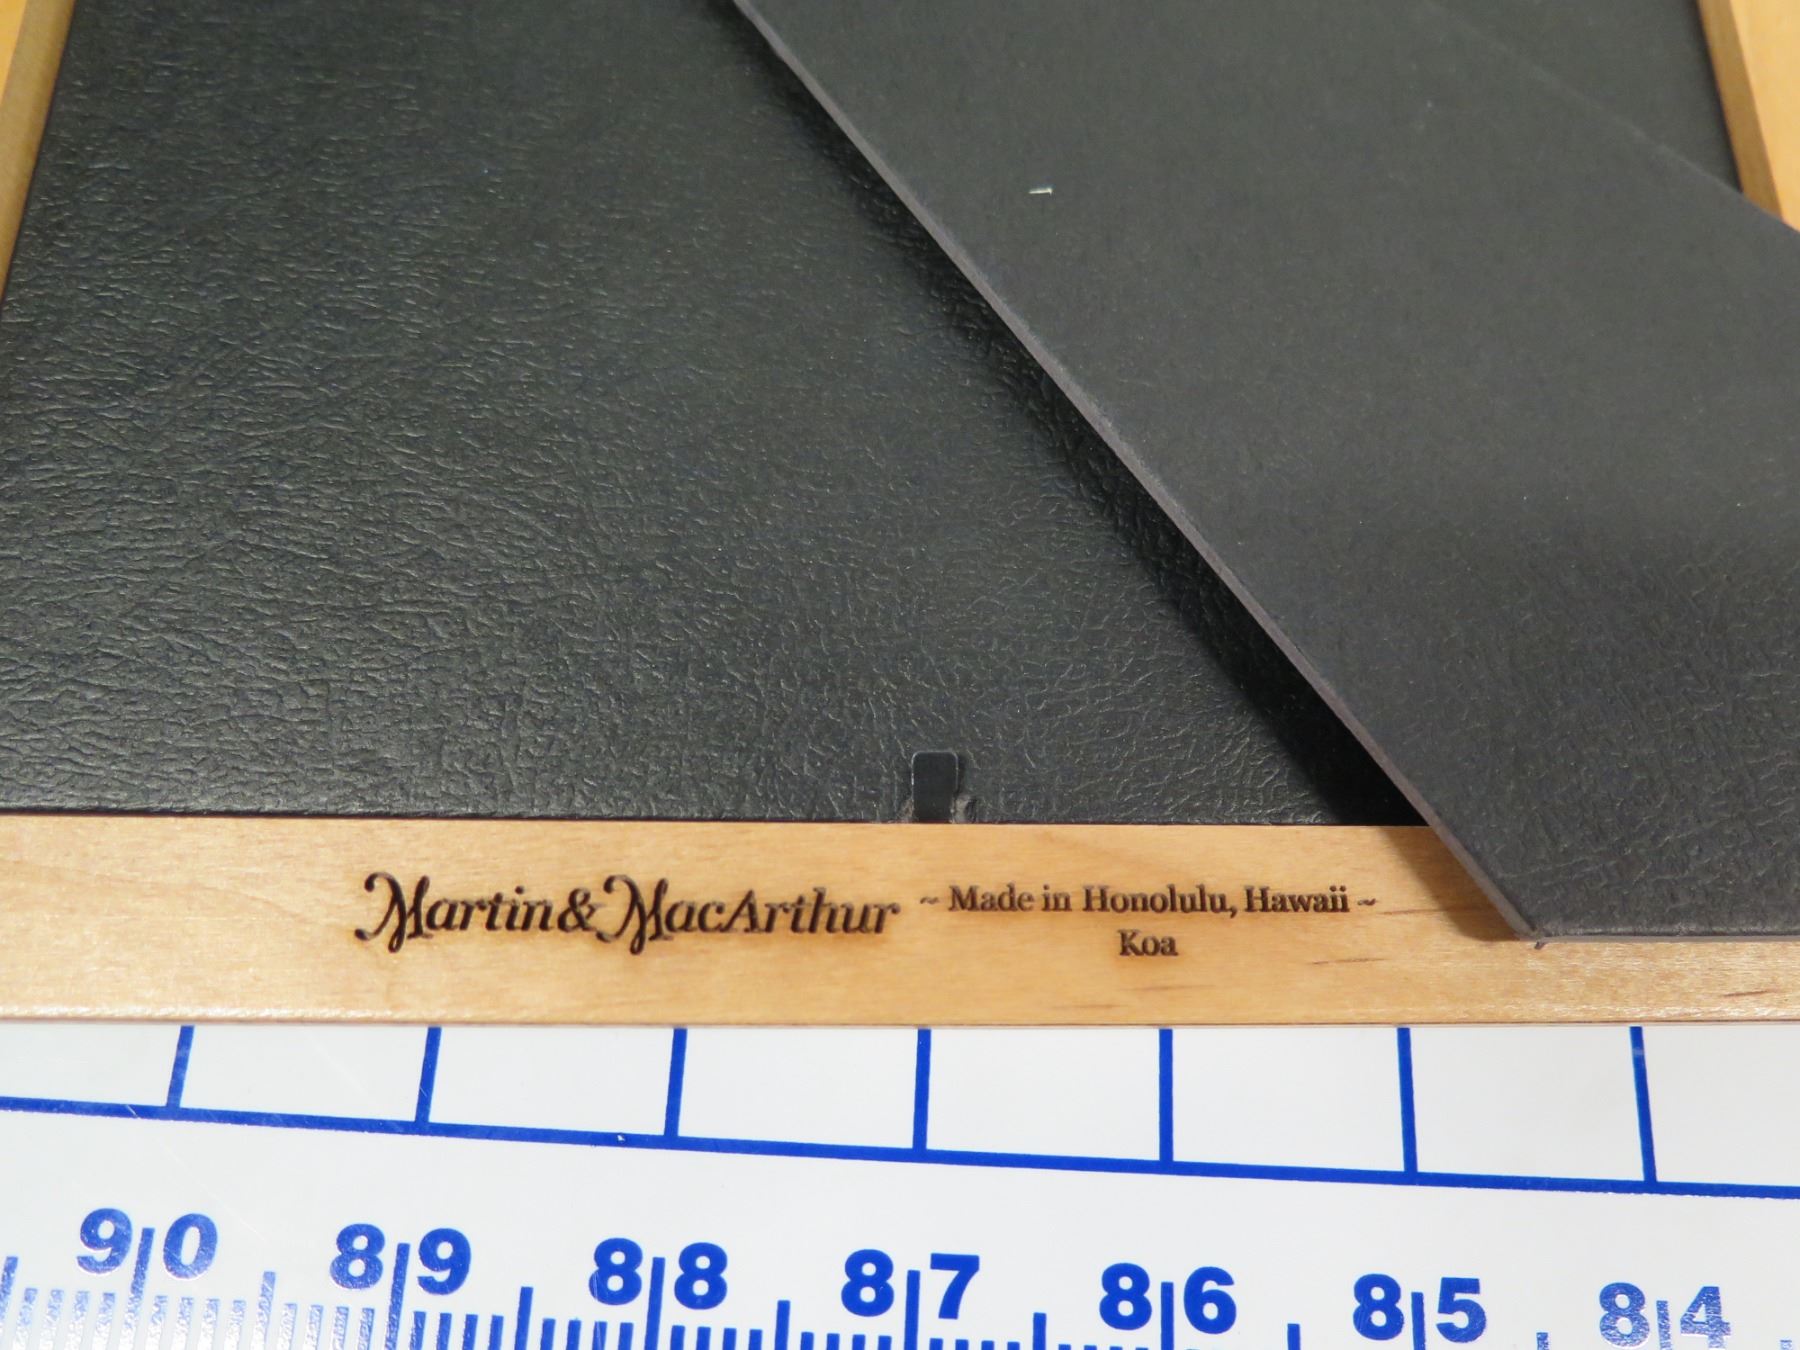 Martin & MacArthur ~ Made in Honolulu, Hawaii ~
Koa
90 89 88 87 86 85 84